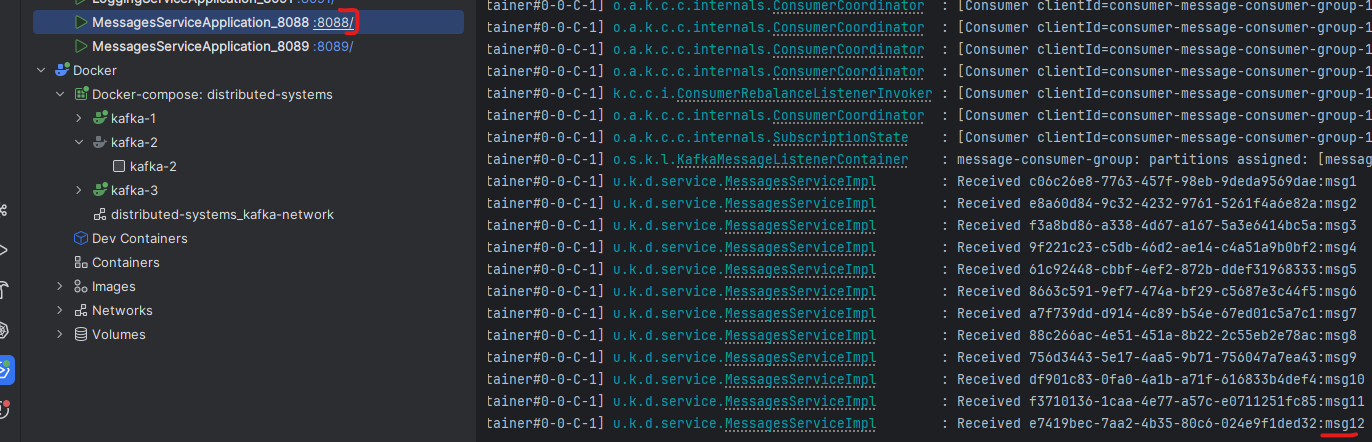 LoggingServiceApplication_8091 :8091/
MessagesServiceApplication_8088 :8088/
MessagesServiceApplication_8089 :8089/
Docker
Docker-compose: distributed-systems
kafka-1
kafka-2
kafka-2
kafka-3
distributed-systems_kafka-network
Dev Containers
Containers
Images
Networks
Volumes
tainer#0-0-C-1] o.a.k.c.c.internals.ConsumerCoordinator : [Consumer clientId=consumer-message-consumer-group-1
tainer#0-0-C-1] o.a.k.c.c.internals.ConsumerCoordinator : [Consumer clientId=consumer-message-consumer-group-1
tainer#0-0-C-1] o.a.k.c.c.internals.ConsumerCoordinator : [Consumer clientId=consumer-message-consumer-group-1
tainer#0-0-C-1] o.a.k.c.c.internals.ConsumerCoordinator : [Consumer clientId=consumer-message-consumer-group-1
tainer#0-0-C-1] k.c.c.i.ConsumerRebalanceListenerInvoker : [Consumer clientId=consumer-message-consumer-group-1
tainer#0-0-C-1] o.a.k.c.c.internals.ConsumerCoordinator : [Consumer clientId=consumer-message-consumer-group-1
tainer#0-0-C-1] o.a.k.c.c.internals.SubscriptionState : [Consumer clientId=consumer-message-consumer-group-1
tainer#0-0-C-1] o.s.k.l.KafkaMessageListenerContainer : message-consumer-group: partitions assigned: [messag
tainer#0-0-C-1] u.k.d.service.MessagesServiceImpl : Received c06c26e8-7763-457f-98eb-9deda9569dae:msg1
tainer#0-0-C-1] u.k.d.service.MessagesServiceImpl : Received e8a60d84-9c32-4232-9761-5261f4a6e82a:msg2
tainer#0-0-C-1] u.k.d.service.MessagesServiceImpl : Received f3a8bd86-a338-4d67-a167-5a3e6414bc5a:msg3
tainer#0-0-C-1] u.k.d.service.MessagesServiceImpl : Received 9f221c23-c5db-46d2-ae14-c4a51a9b0bf2:msg4
tainer#0-0-C-1] u.k.d.service.MessagesServiceImpl : Received 61c92448-cbbf-4ef2-872b-ddef31968333:msg5
tainer#0-0-C-1] u.k.d.service.MessagesServiceImpl : Received 8663c591-9ef7-474a-bf29-c5687e3c44f5:msg6
tainer#0-0-C-1] u.k.d.service.MessagesServiceImpl : Received a7f739dd-d914-4c89-b54e-67ed01c5a7c1:msg7
tainer#0-0-C-1] u.k.d.service.MessagesServiceImpl : Received 88c266ac-4e51-451a-8b22-2c55eb2e78ac:msg8
tainer#0-0-C-1] u.k.d.service.MessagesServiceImpl : Received 756d3443-5e17-4aa5-9b71-756047a7ea43:msg9
tainer#0-0-C-1] u.k.d.service.MessagesServiceImpl : Received df901c83-0fa0-4a1b-a71f-616833b4def4:msg10
tainer#0-0-C-1] u.k.d.service.MessagesServiceImpl : Received f3710136-1caa-4e77-a57c-e0711251fc85:msg11
tainer#0-0-C-1] u.k.d.service.MessagesServiceImpl : Received e7419bec-7aa2-4b35-80c6-024e9f1ded32:msg12